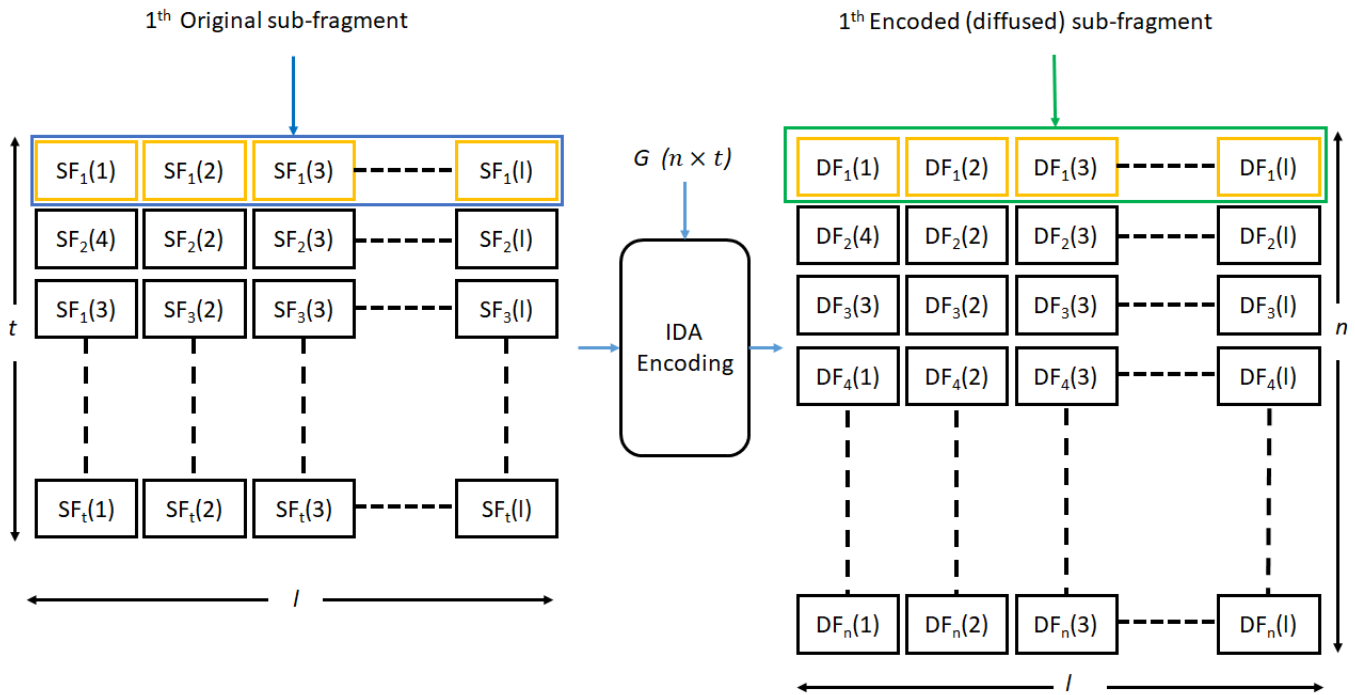 1th Original sub-fragment
1th Encoded (diffused) sub-fragment
SF1(1) SF1(2) SF1(3) SF1(l)
SF2(4) SF2(2) SF2(3) SF2(l)
SF1(3) SF3(2) SF3(3) SF3(l)
SFt(1) SFt(2) SFt(3) SFt(l)
t
l
G (n × t)
IDA
Encoding
DF1(1) DF1(2) DF1(3) DF1(l)
DF2(4) DF2(2) DF2(3) DF2(l)
DF3(3) DF3(2) DF3(3) DF3(l)
DF4(1) DF4(2) DF4(3) DF4(l)
DFn(1) DFn(2) DFn(3) DFn(l)
n
l